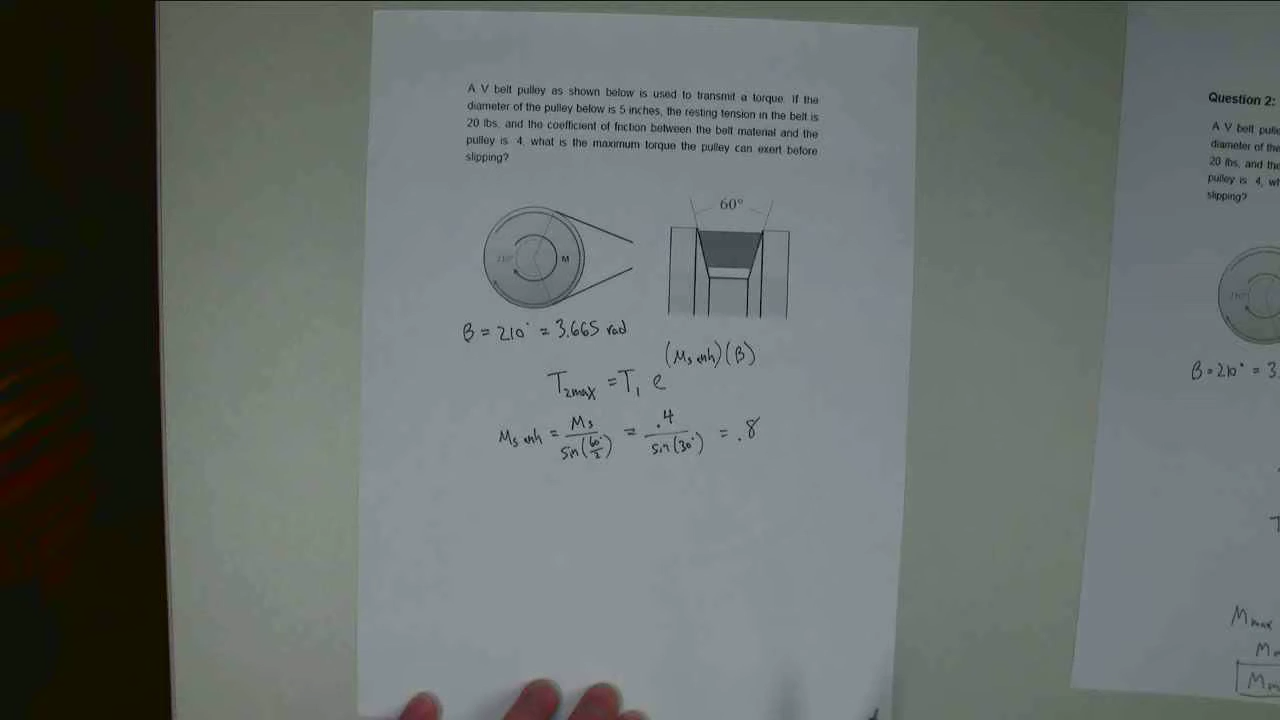 A V belt pulley as shown below is used to transmit a torque. If the
diameter of the pulley below is 5 inches, the resting tension in the belt is
20 lbs, and the coefficient of friction between the belt material and the
pulley is .4, what is the maximum torque the pulley can exert before
slipping?
60°
210°
M
β = 210° = 3.665 rad
T₂max = T₁ e^(μs enh)(β)
μs enh = μs / sin(60°/2) = .4 / sin(30°) = .8
Question 2:
A V belt
diameter of the
20 lbs, and the
pulley is .4,
slipping?
210°
β = 210° = 3.
T
Mmax